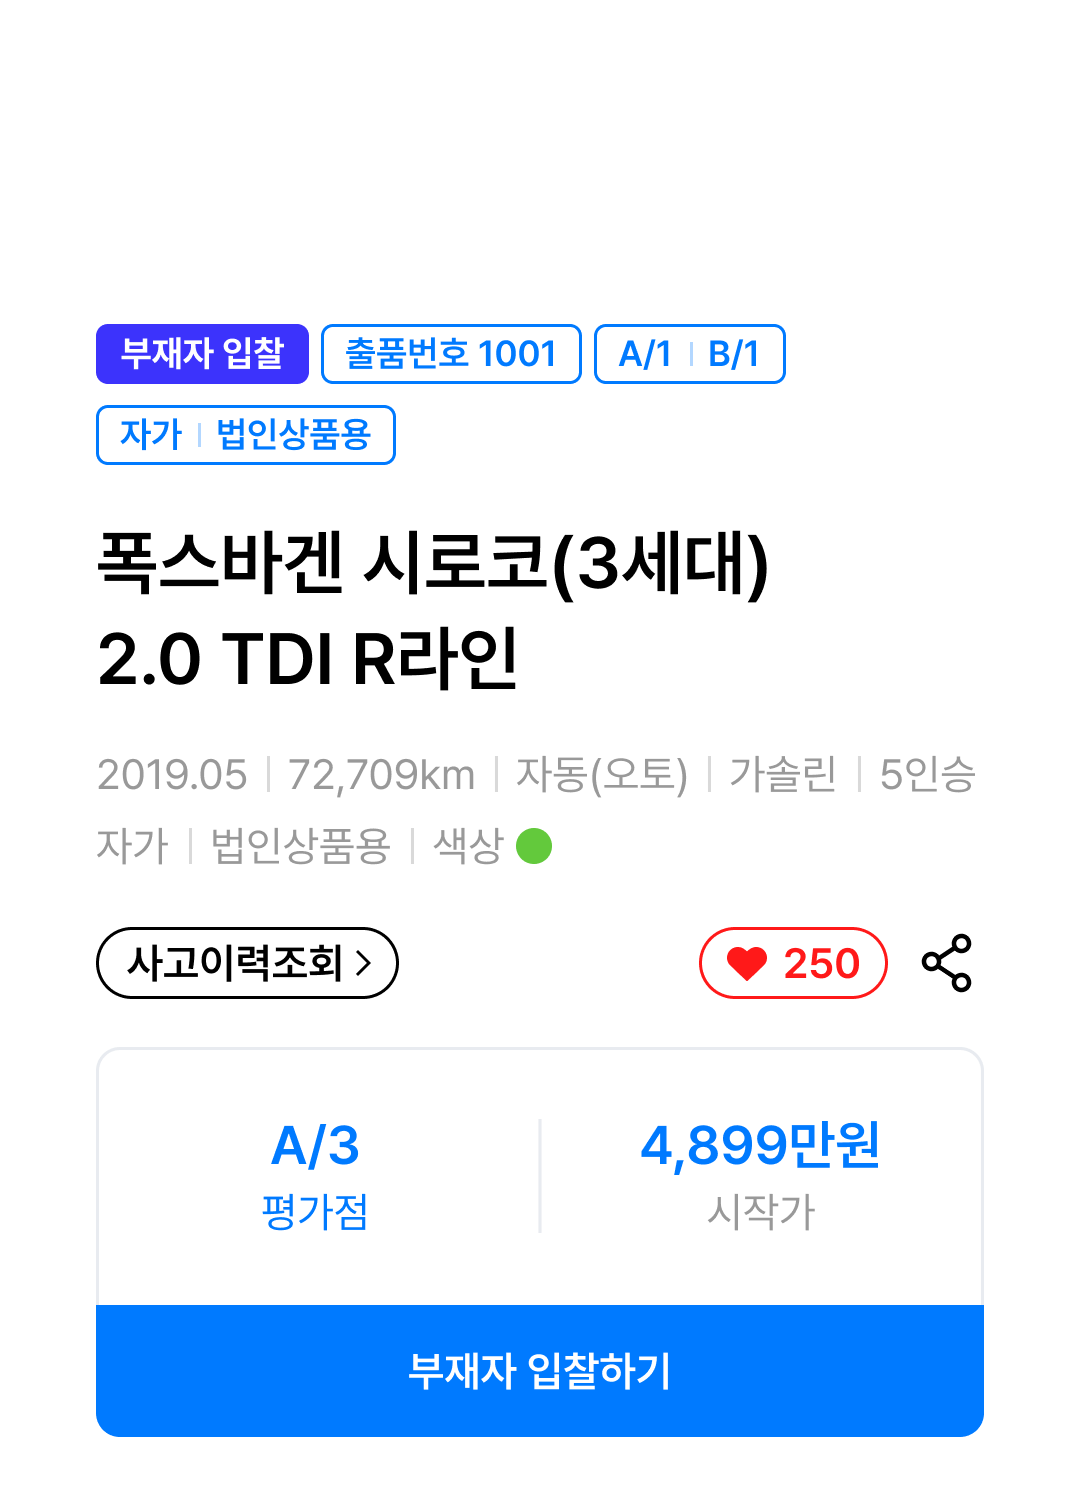 부재자 입찰 출품번호 1001 A/1 B/1
자가 법인상품용
폭스바겐 시로코(3세대)
2.0 TDI R라인
2019.05 72,709km 자동(오토) 가솔린 5인승
자가 법인상품용 색상
사고이력조회 250
A/3 4,899만원
평가점 시작가
부재자 입찰하기